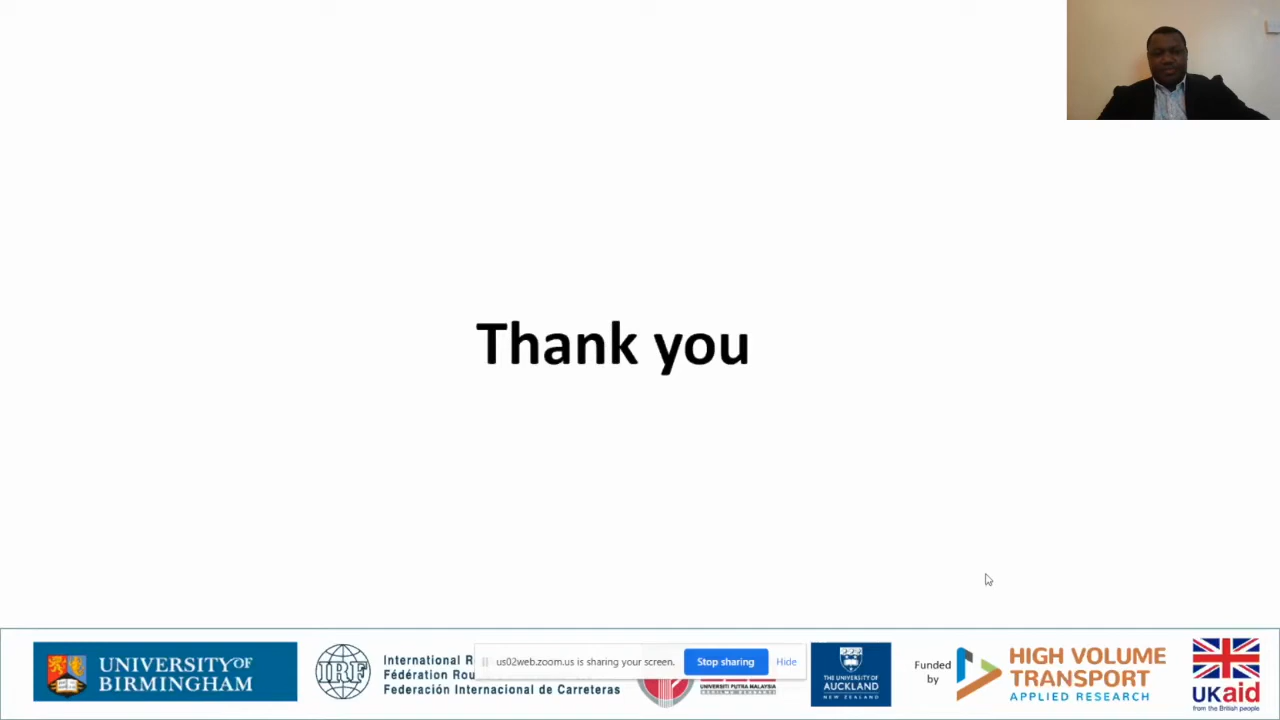 Thank you
UNIVERSITY OF
BIRMINGHAM
IRF
International R
Fédération Rou
Federación Internacional de Carreteras
us02web.zoom.us is sharing your screen.
Stop sharing
Hide
UNIVERSITI PUTRA MALAYSIA
THE UNIVERSITY OF
AUCKLAND
NEW ZEALAND
Funded
by
HIGH VOLUME
TRANSPORT
APPLIED RESEARCH
UKaid
from the British people